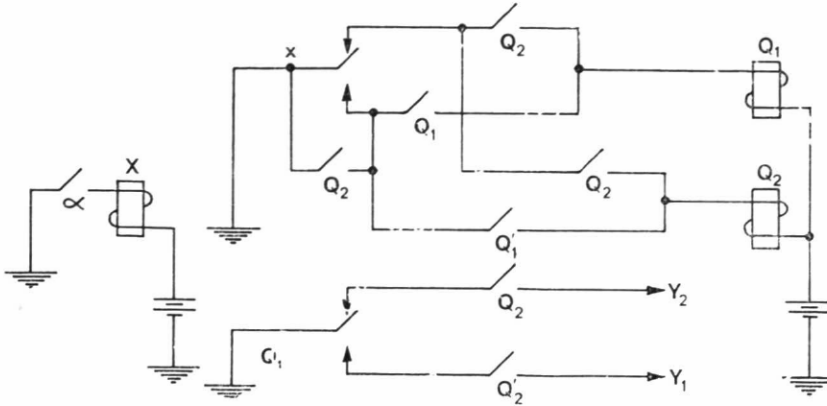 Q₂
Q₁
x
Q₁
X
Q₂
Q₂
Q₂
α
Q₁'
Q₂
Y₂
Q₁
Q₂'
Y₁